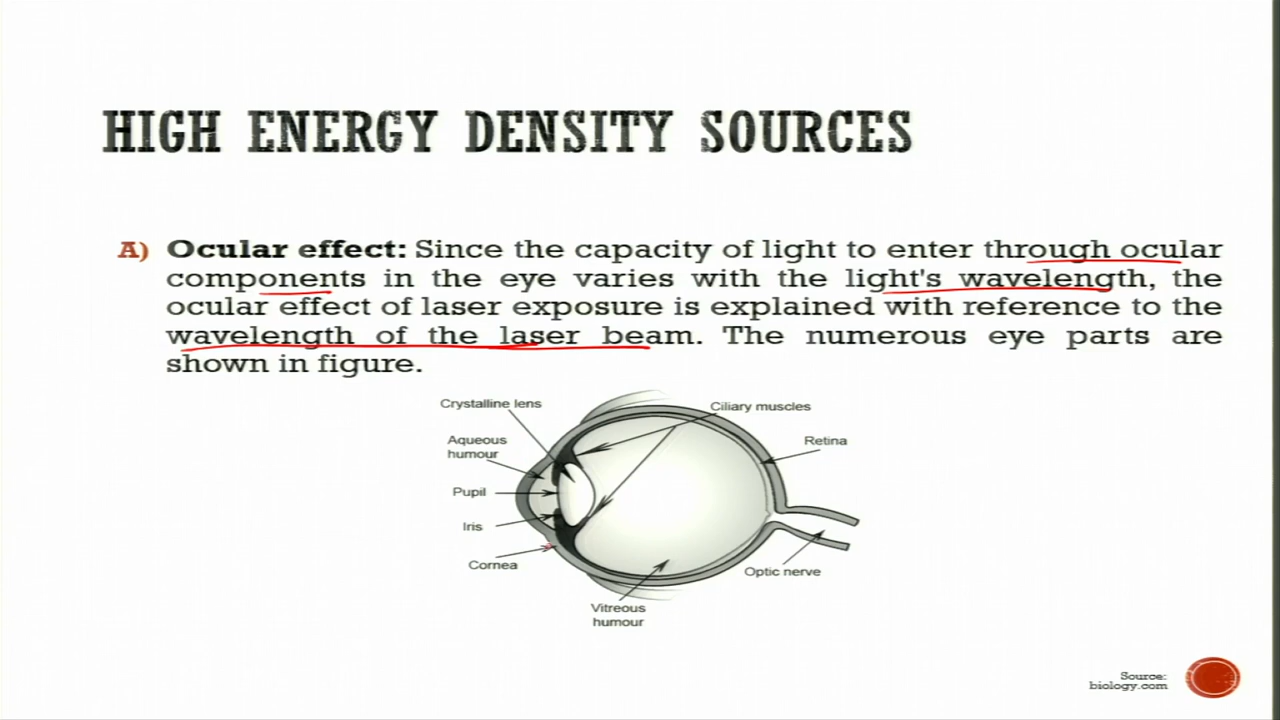 HIGH ENERGY DENSITY SOURCES
A) Ocular effect: Since the capacity of light to enter through ocular
components in the eye varies with the light's wavelength, the
ocular effect of laser exposure is explained with reference to the
wavelength of the laser beam. The numerous eye parts are
shown in figure.
Crystalline lens
Ciliary muscles
Aqueous
humour
Retina
Pupil
Iris
Cornea
Optic nerve
Vitreous
humour
Source:
biology.com